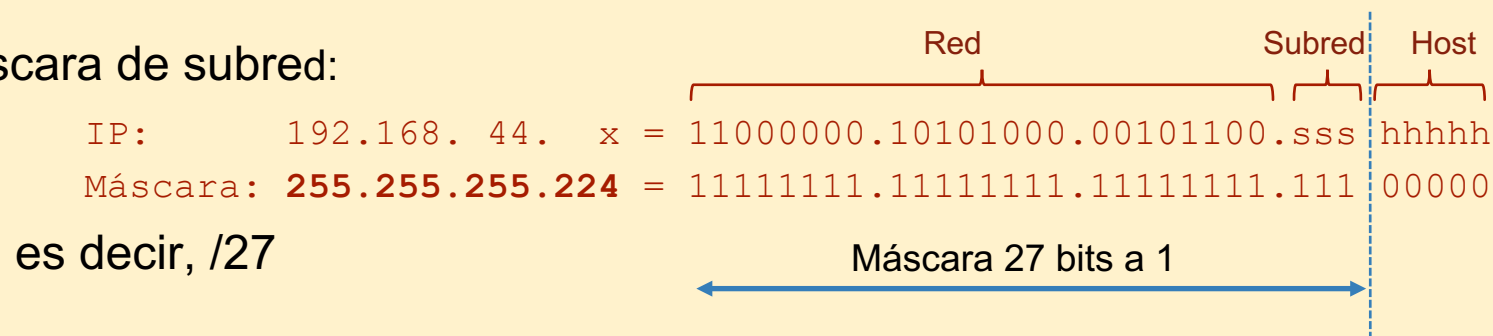 Red Subred Host
scara de subred:
IP: 192.168. 44. x = 11000000.10101000.00101100.sss hhhhh
Máscara: 255.255.255.224 = 11111111.11111111.11111111.111 00000
es decir, /27
Máscara 27 bits a 1